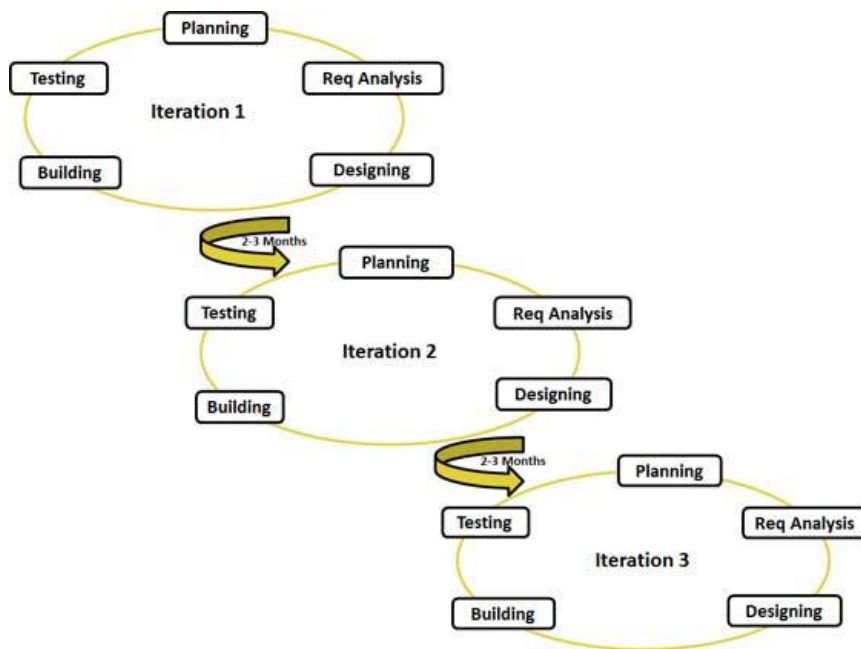 Planning
Testing
Req Analysis
Iteration 1
Building
Designing
2-3 Months
Planning
Testing
Req Analysis
Iteration 2
Building
Designing
2-3 Months
Planning
Testing
Req Analysis
Iteration 3
Building
Designing